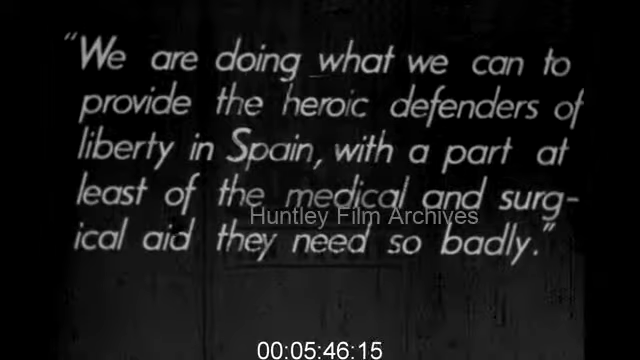 "We are doing what we can to
provide the heroic defenders of
liberty in Spain, with a part at
least of the medical and surg-
Huntley Film Archives
ical aid they need so badly."
00:05:46:15